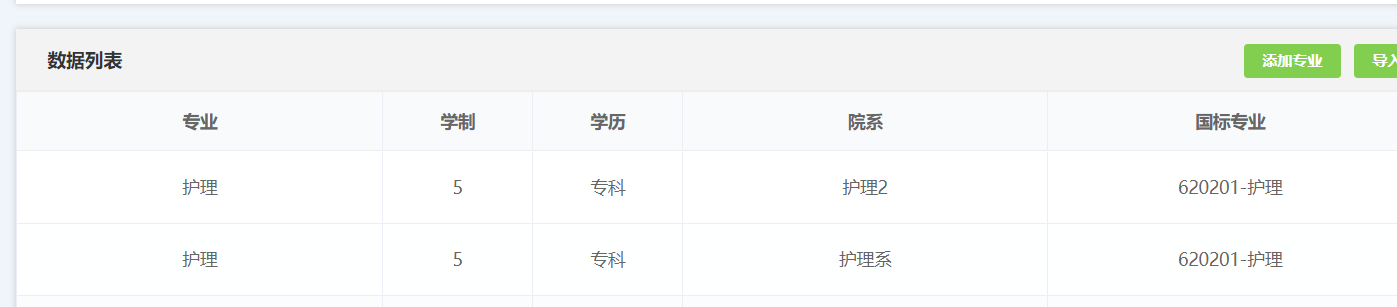 数据列表 添加专业 导入
专业 学制 学历 院系 国标专业
护理 5 专科 护理2 620201-护理
护理 5 专科 护理系 620201-护理